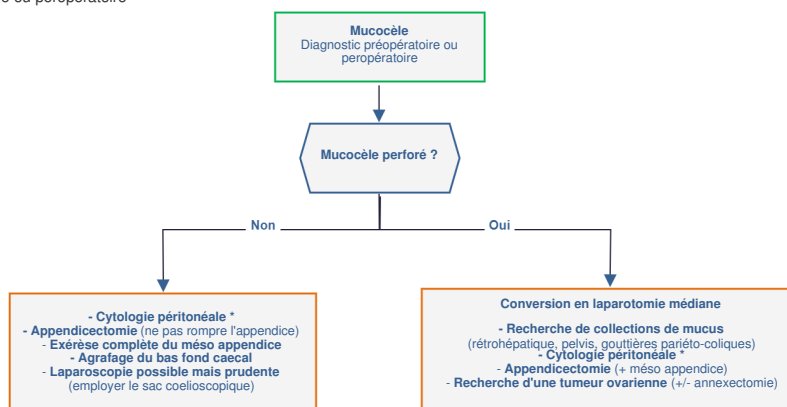 ou peropératoire
Mucocèle
Diagnostic préopératoire ou
peropératoire
Mucocèle perforé ?
Non
Oui
- Cytologie péritonéale *
- Appendicectomie (ne pas rompre l'appendice)
- Exérèse complète du méso appendice
- Agrafage du bas fond caecal
- Laparoscopie possible mais prudente
(employer le sac coelioscopique)
Conversion en laparotomie médiane
- Recherche de collections de mucus
(rétrohépatique, pelvis, gouttières pariéto-coliques)
- Cytologie péritonéale *
- Appendicectomie (+ méso appendice)
- Recherche d'une tumeur ovarienne (+/- annexectomie)